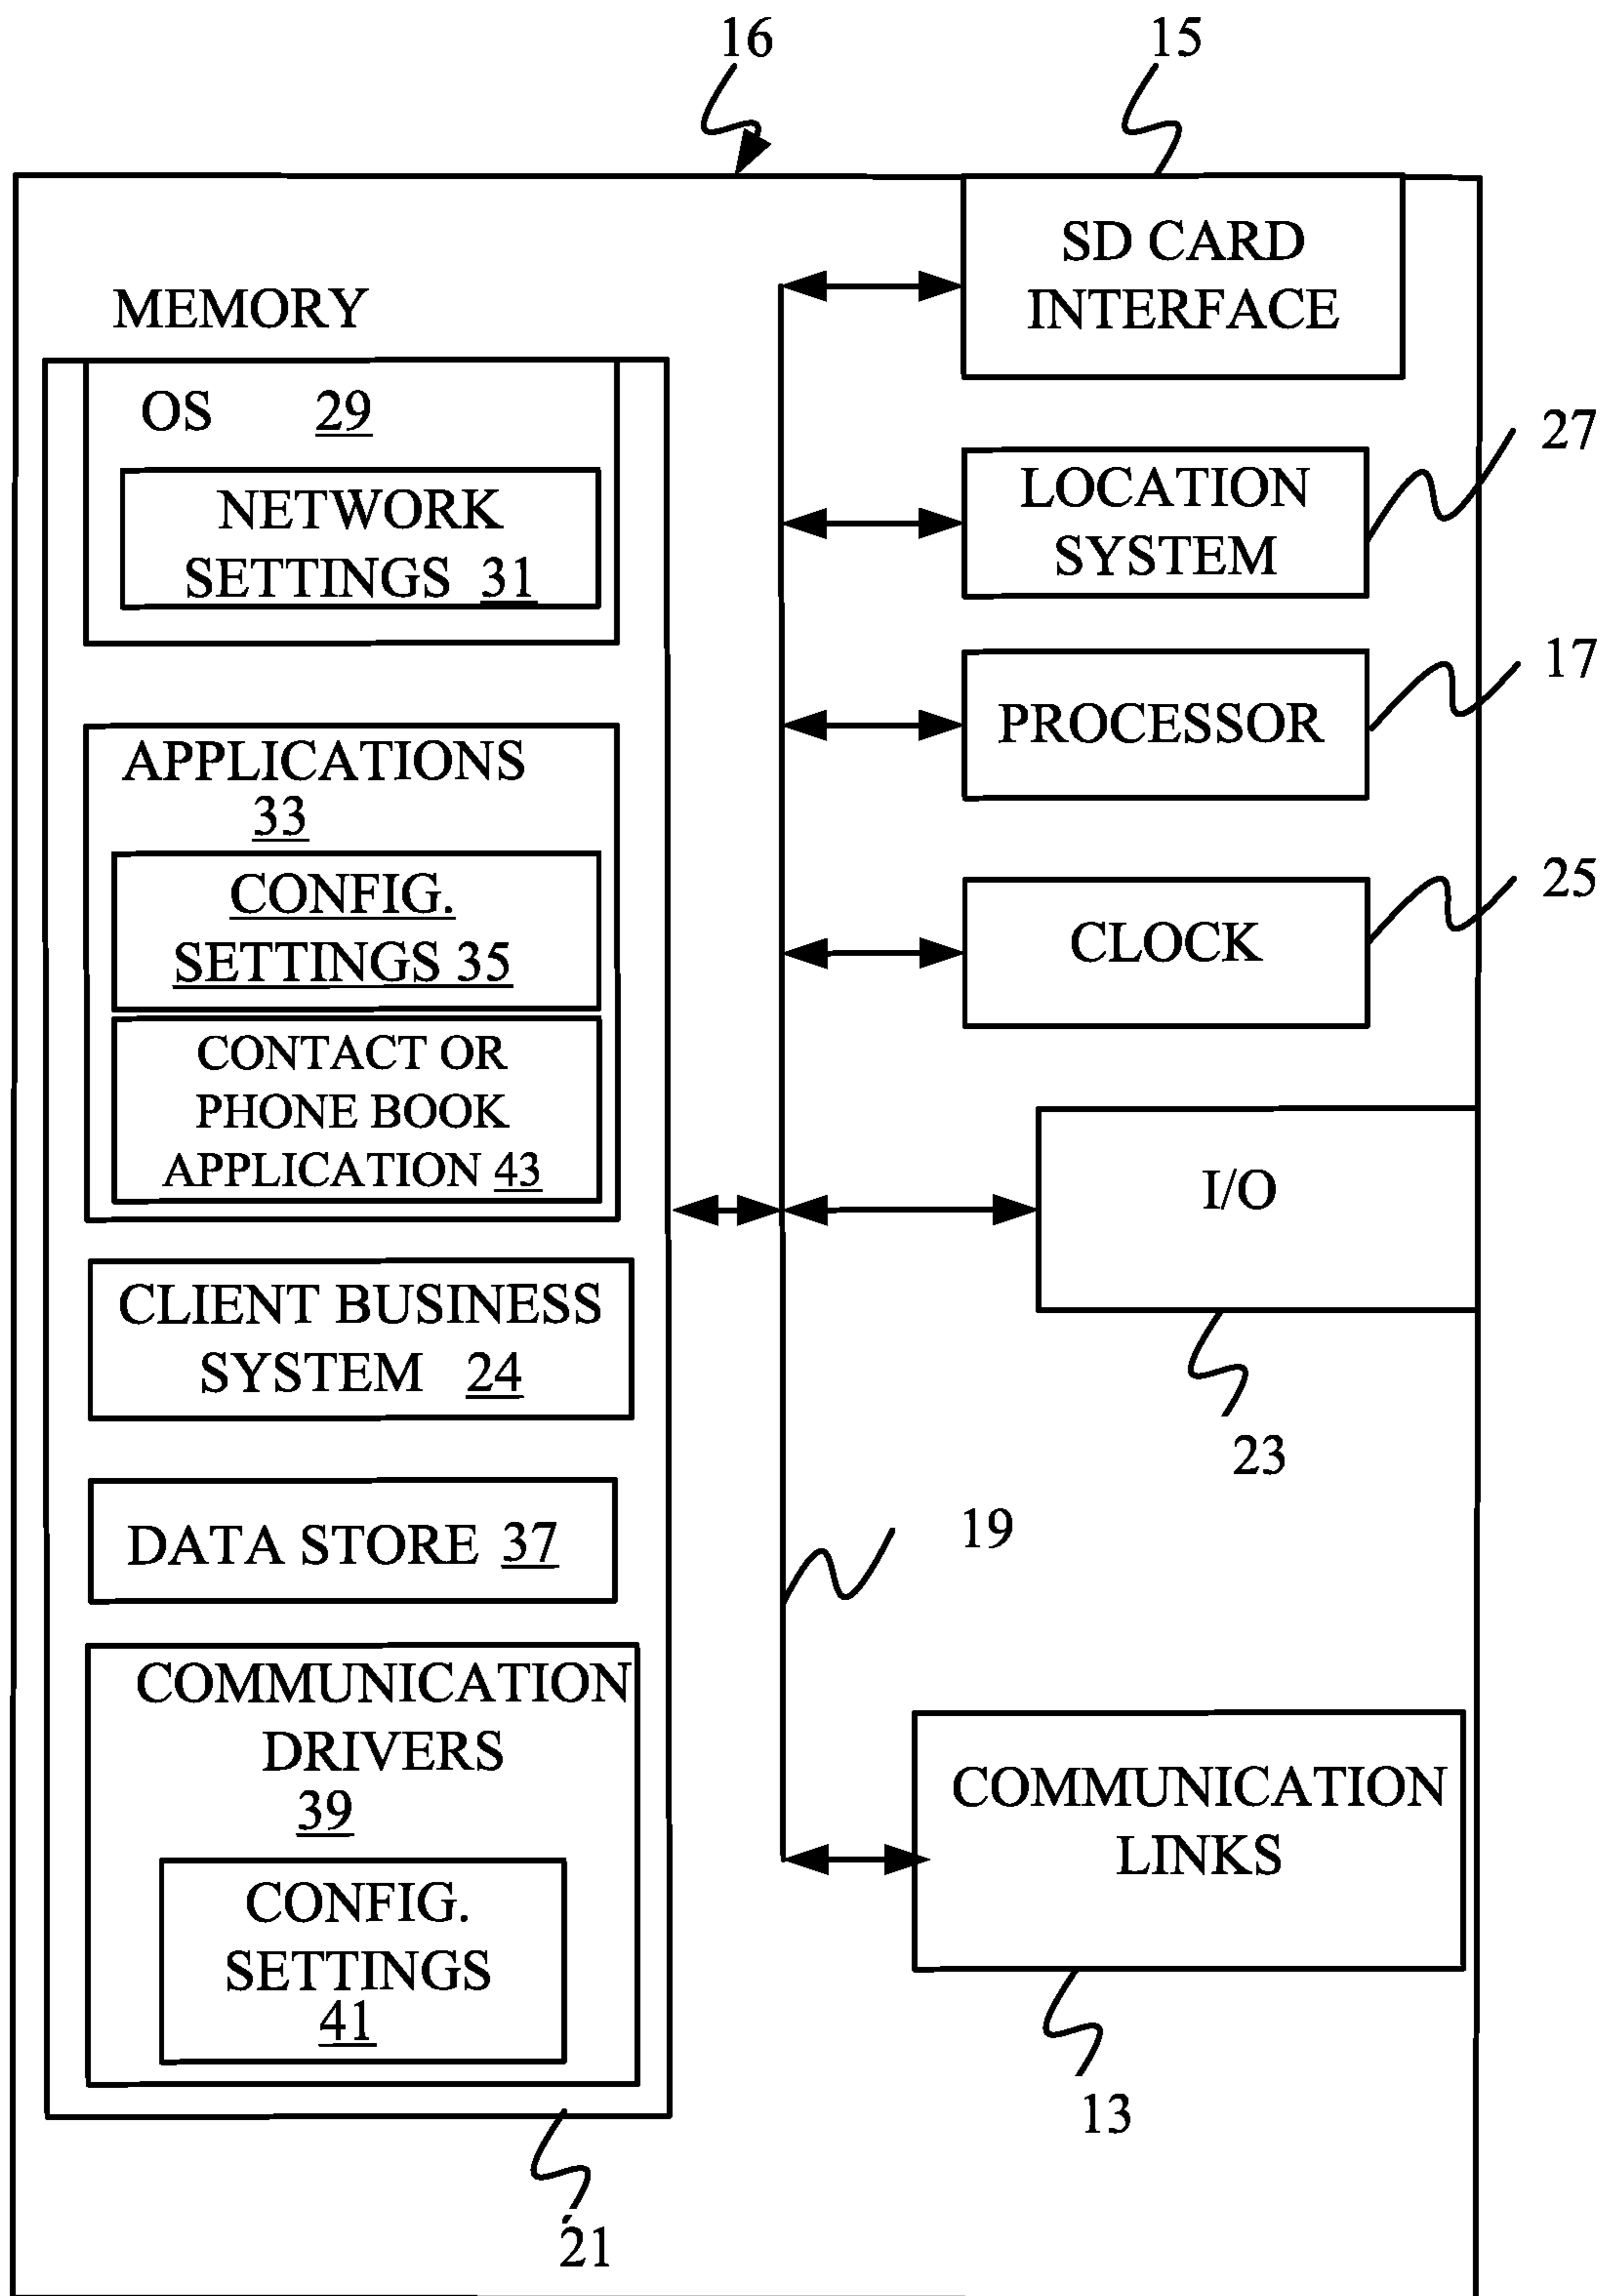 16
15
SD CARD
INTERFACE
MEMORY
OS 29
NETWORK
SETTINGS 31
27
LOCATION
SYSTEM
17
PROCESSOR
APPLICATIONS
33
CONFIG.
SETTINGS 35
25
CLOCK
CONTACT OR
PHONE BOOK
APPLICATION 43
I/O
CLIENT BUSINESS
SYSTEM 24
23
DATA STORE 37
19
COMMUNICATION
DRIVERS
39
CONFIG.
SETTINGS
41
COMMUNICATION
LINKS
13
21